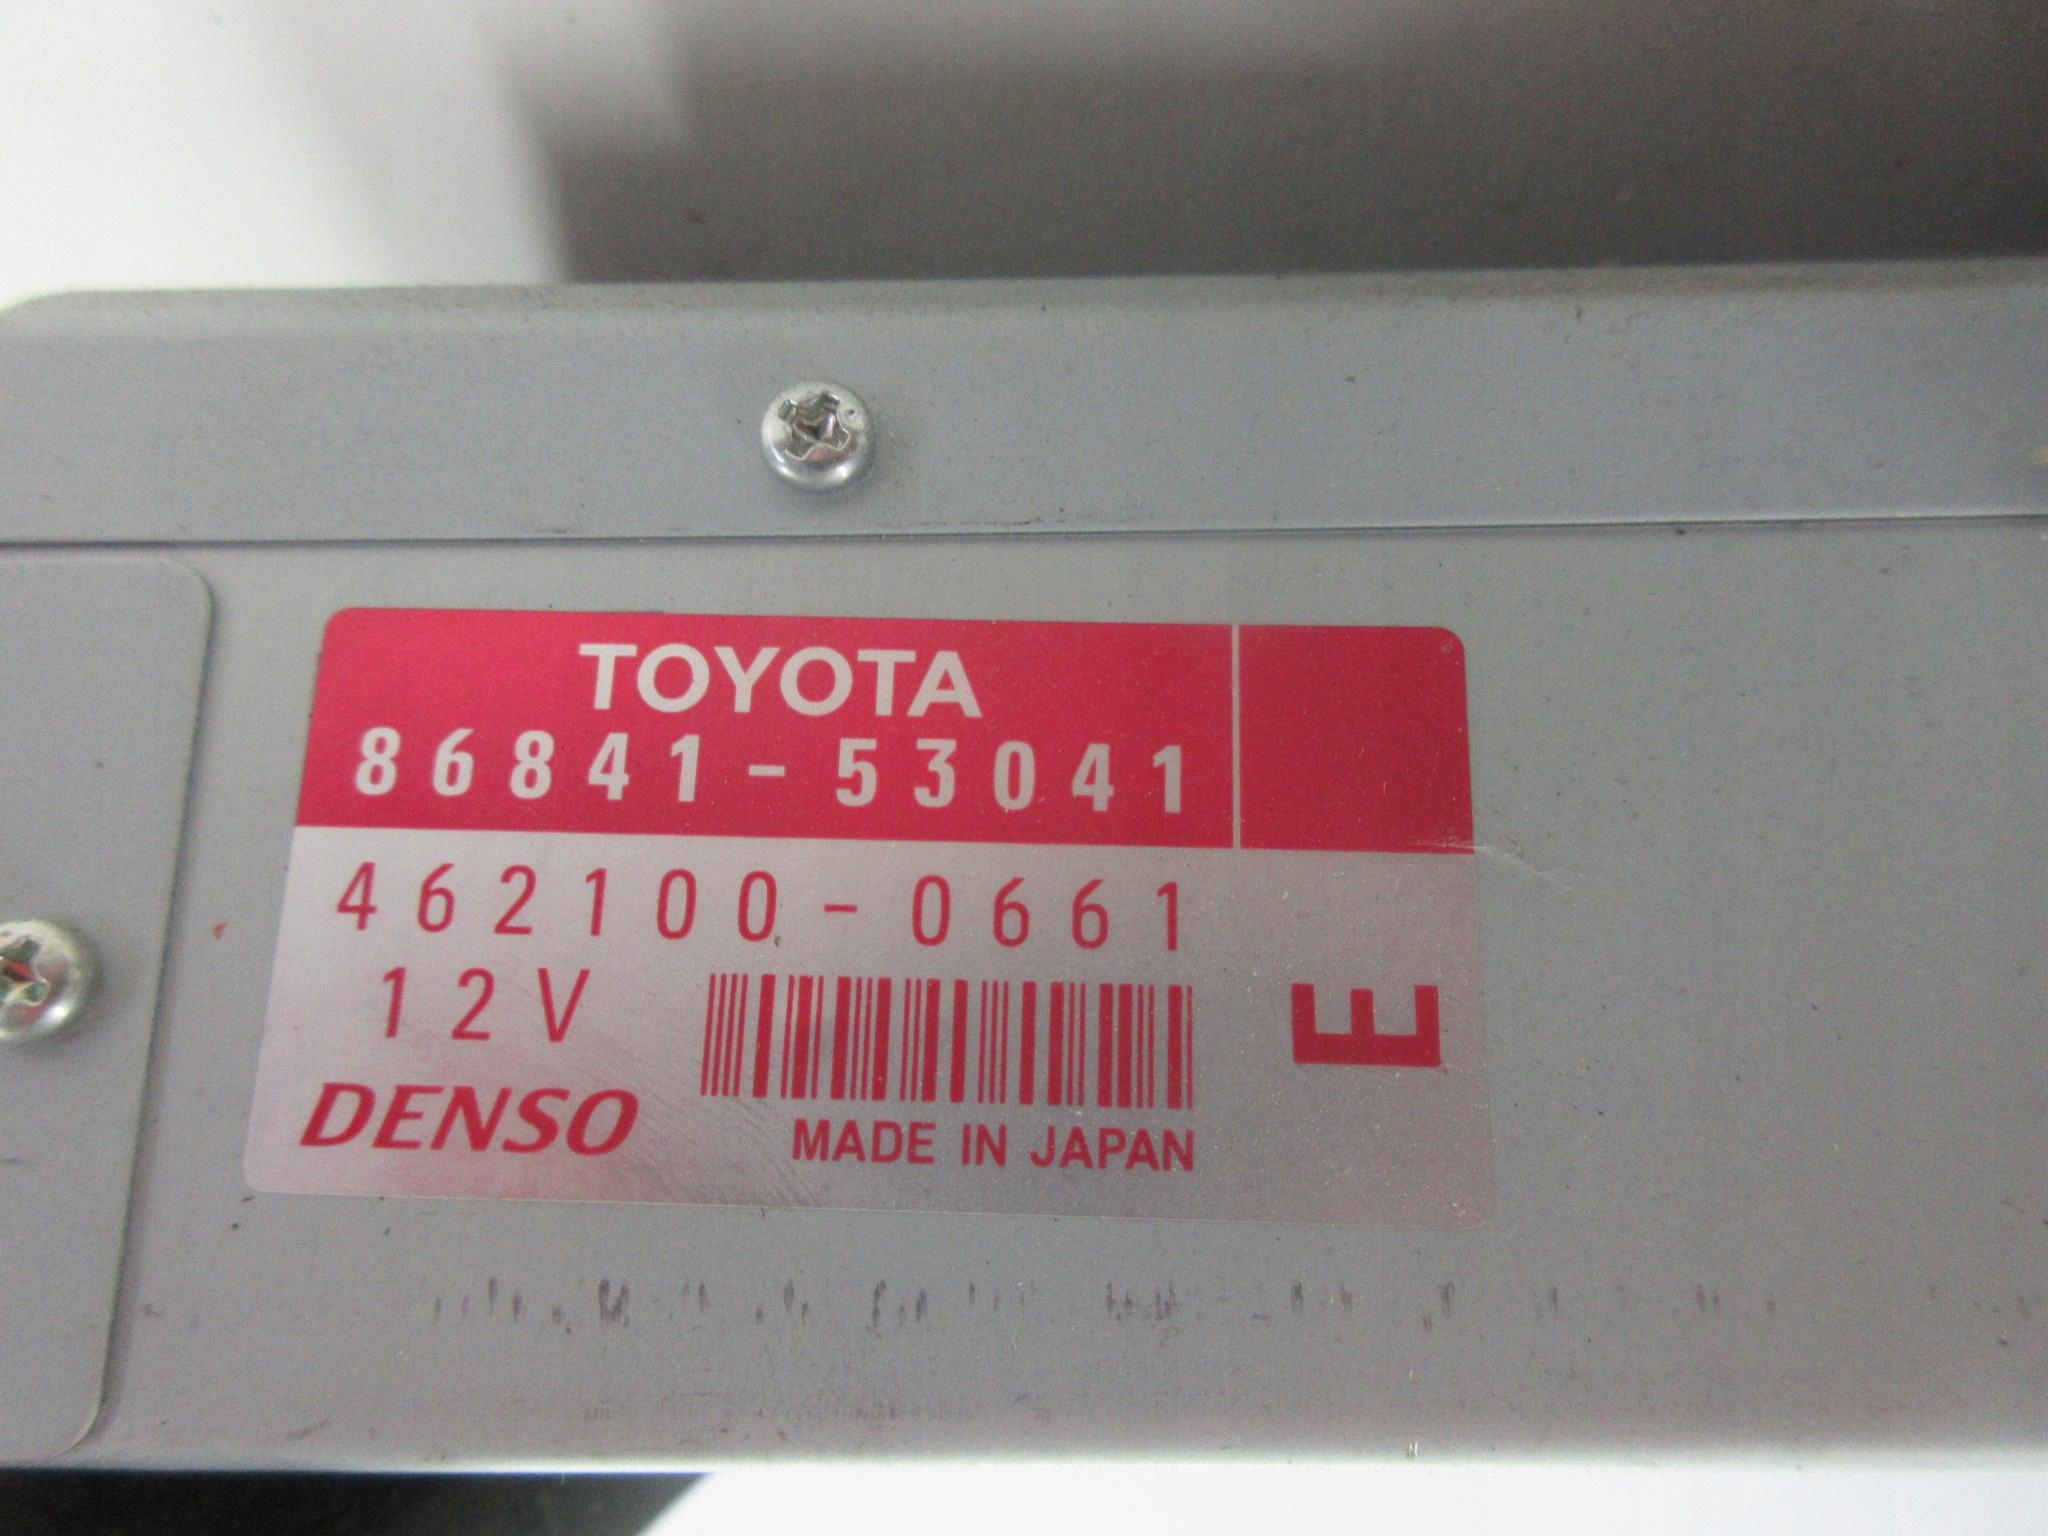 TOYOTA
86841-53041
462100-0661
12V
DENSO
MADE IN JAPAN
E